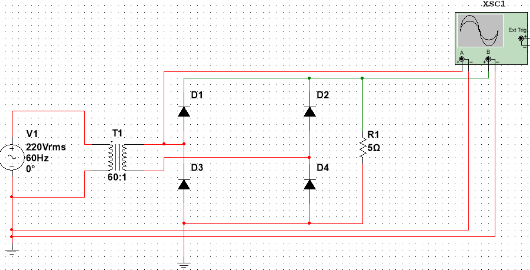 XSC1
Ext Trig
A
B
D1
D2
V1
T1
R1
220Vrms
5Ω
60Hz
0°
D3
D4
60:1